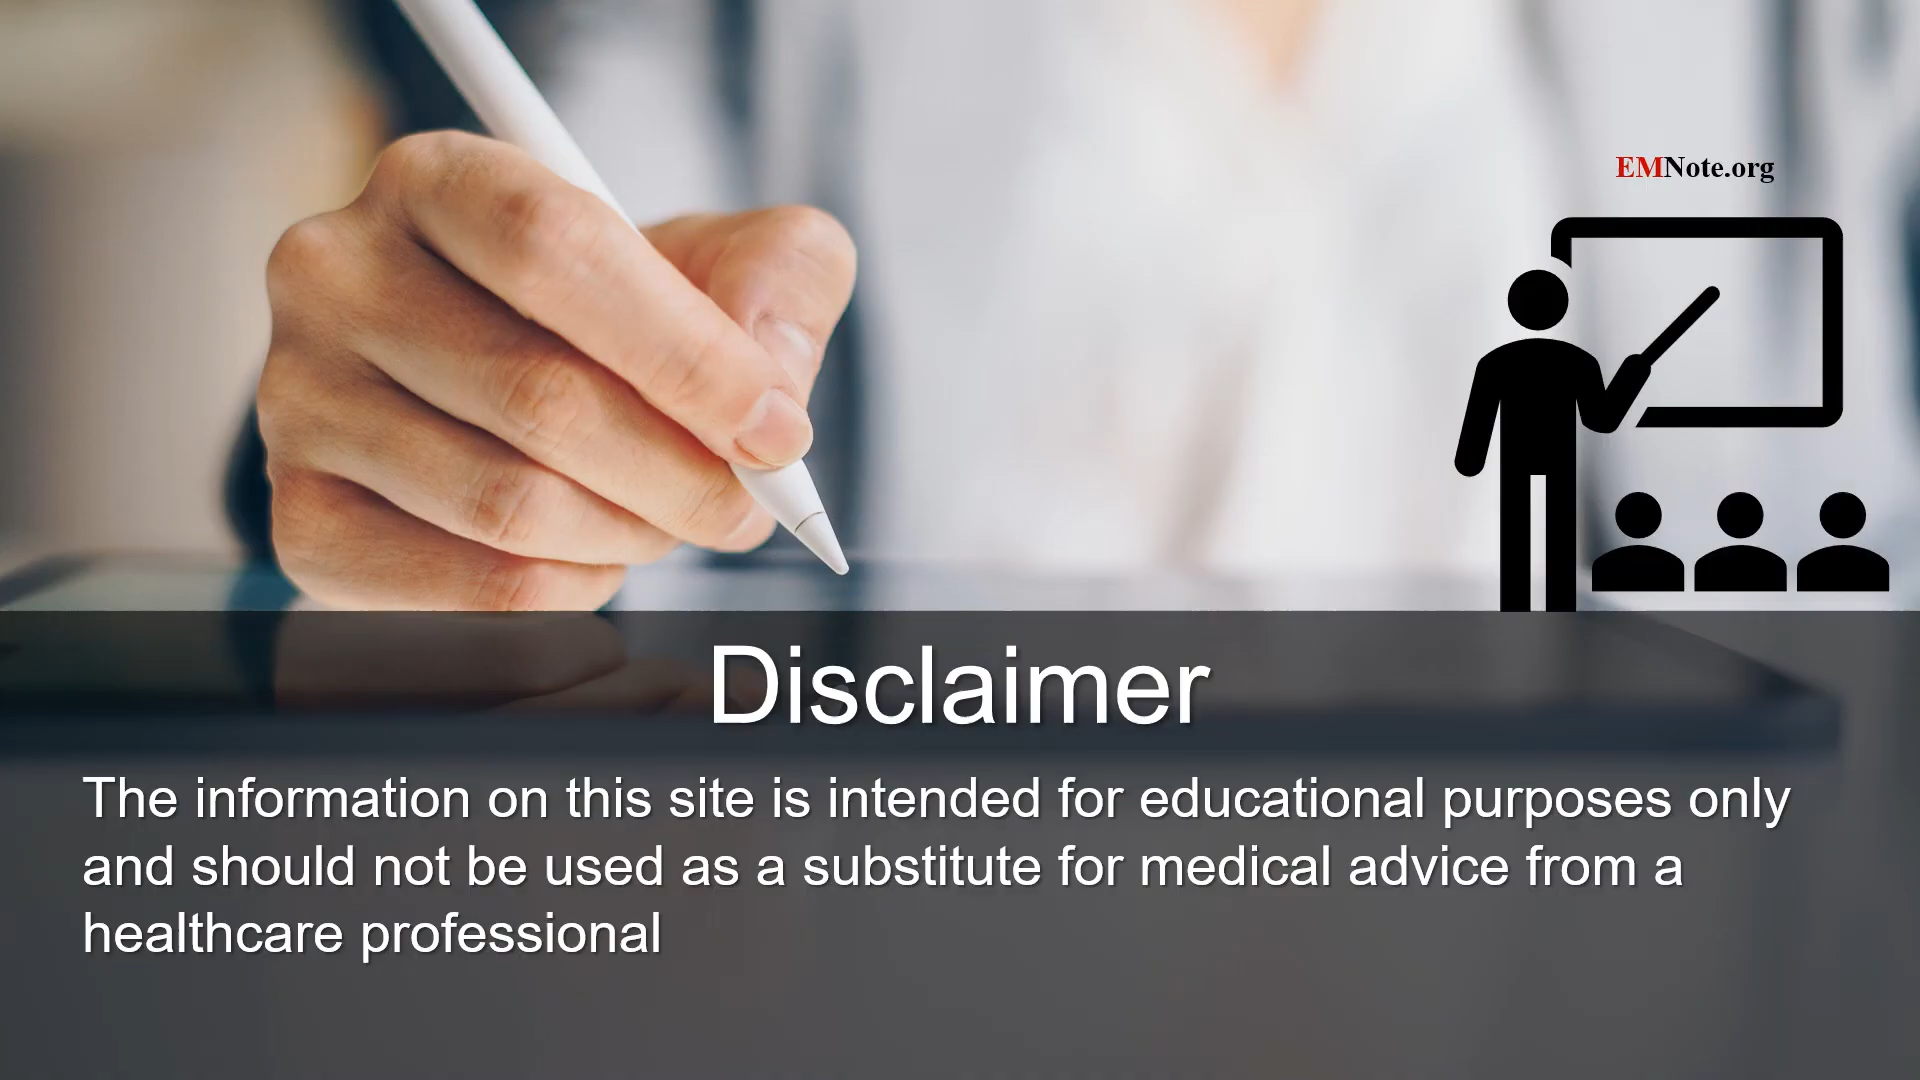 EMNote.org
Disclaimer
The information on this site is intended for educational purposes only
and should not be used as a substitute for medical advice from a
healthcare professional